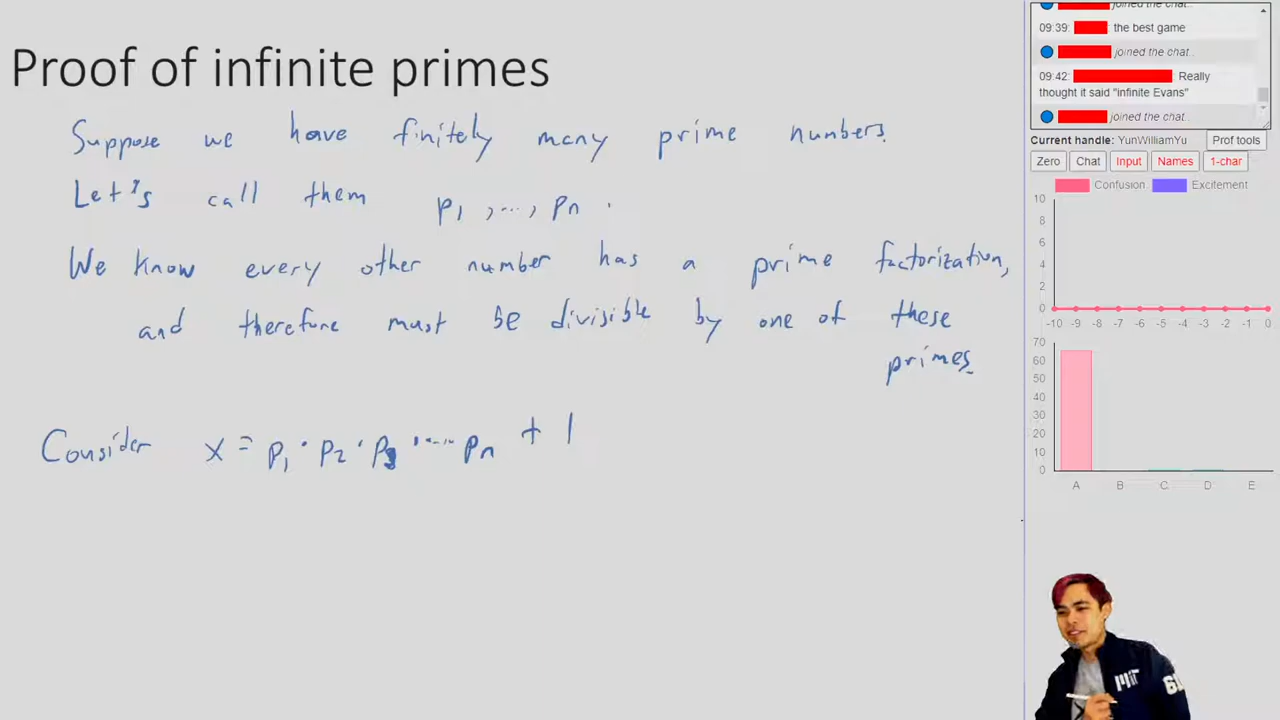 Proof of infinite primes
Suppose we have finitely many prime numbers.
Let's call them p1 ,..., pn .
We know every other number has a prime factorization,
and therefore must be divisible by one of these
primes.
Consider x = p1 · p2 · p3 · ... pn + 1
joined the chat..
09:39: the best game
joined the chat..
09:42: Really
thought it said "infinite Evans"
joined the chat..
Current handle: YunWilliamYu Prof tools
Zero Chat Input Names 1-char
Confusion Excitement
10
8
6
4
2
0
-10 -9 -8 -7 -6 -5 -4 -3 -2 -1 0
70
60
50
40
30
20
10
0
A B C D E
MIT